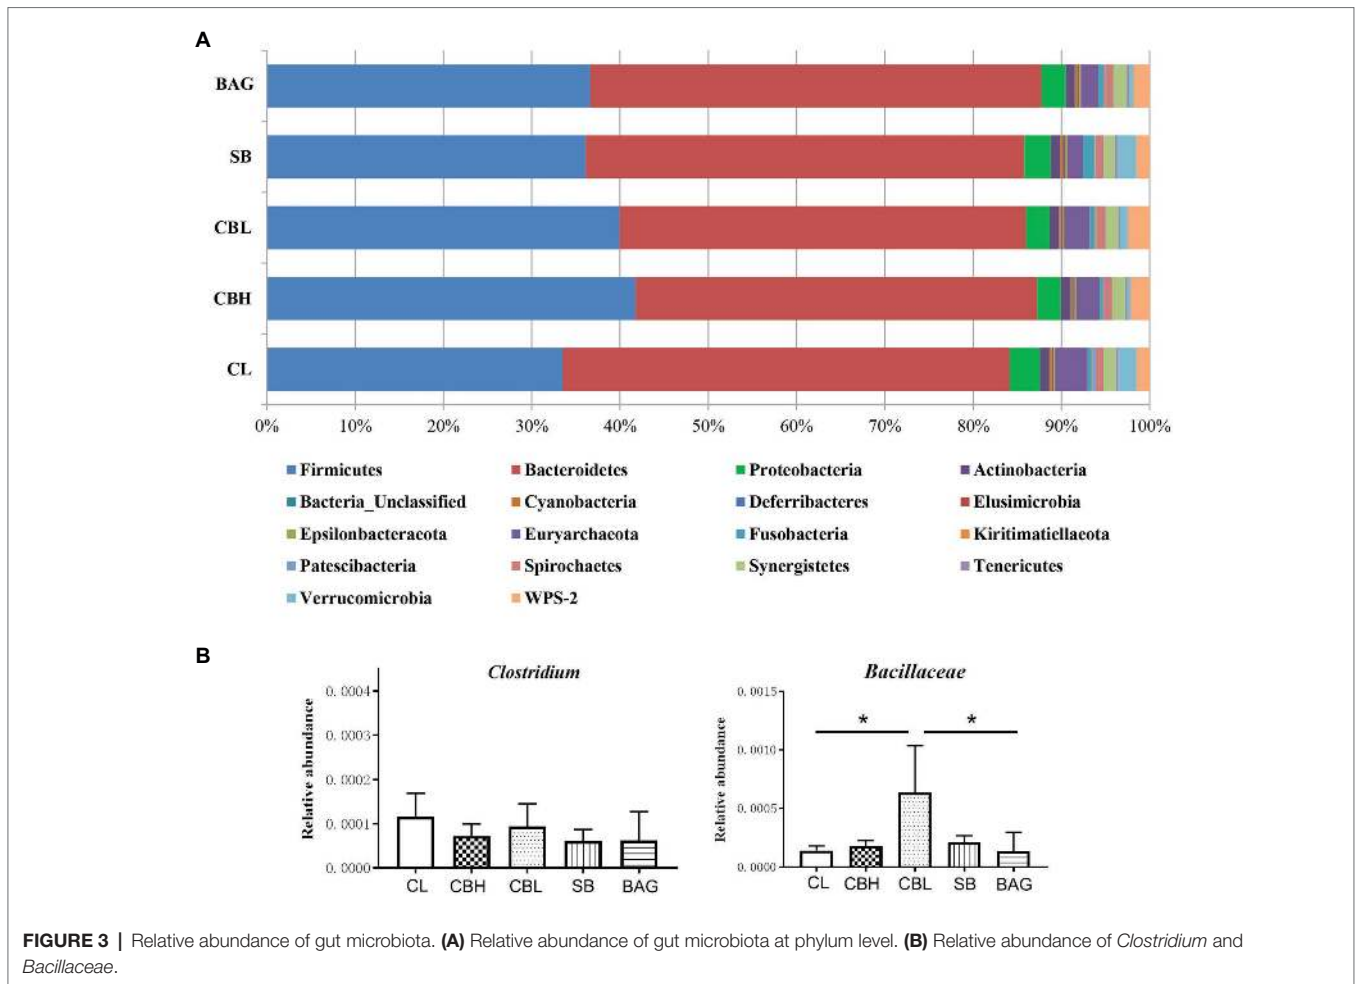 A
BAG
SB
CBL
CBH
CL
0% 10% 20% 30% 40% 50% 60% 70% 80% 90% 100%
Firmicutes Bacteroidetes Proteobacteria Actinobacteria
Bacteria_Unclassified Cyanobacteria Deferribacteres Elusimicrobia
Epsilonbacteraeota Euryarchaeota Fusobacteria Kiritimatiellaeota
Patescibacteria Spirochaetes Synergistetes Tenericutes
Verrucomicrobia WPS-2
B
Clostridium
Relative abundance
0.0004
0.0003
0.0002
0.0001
0.0000
CL CBH CBL SB BAG
Bacillaceae
Relative abundance
0.0015
0.0010
0.0005
0.0000
* *
CL CBH CBL SB BAG
FIGURE 3 | Relative abundance of gut microbiota. (A) Relative abundance of gut microbiota at phylum level. (B) Relative abundance of Clostridium and
Bacillaceae.